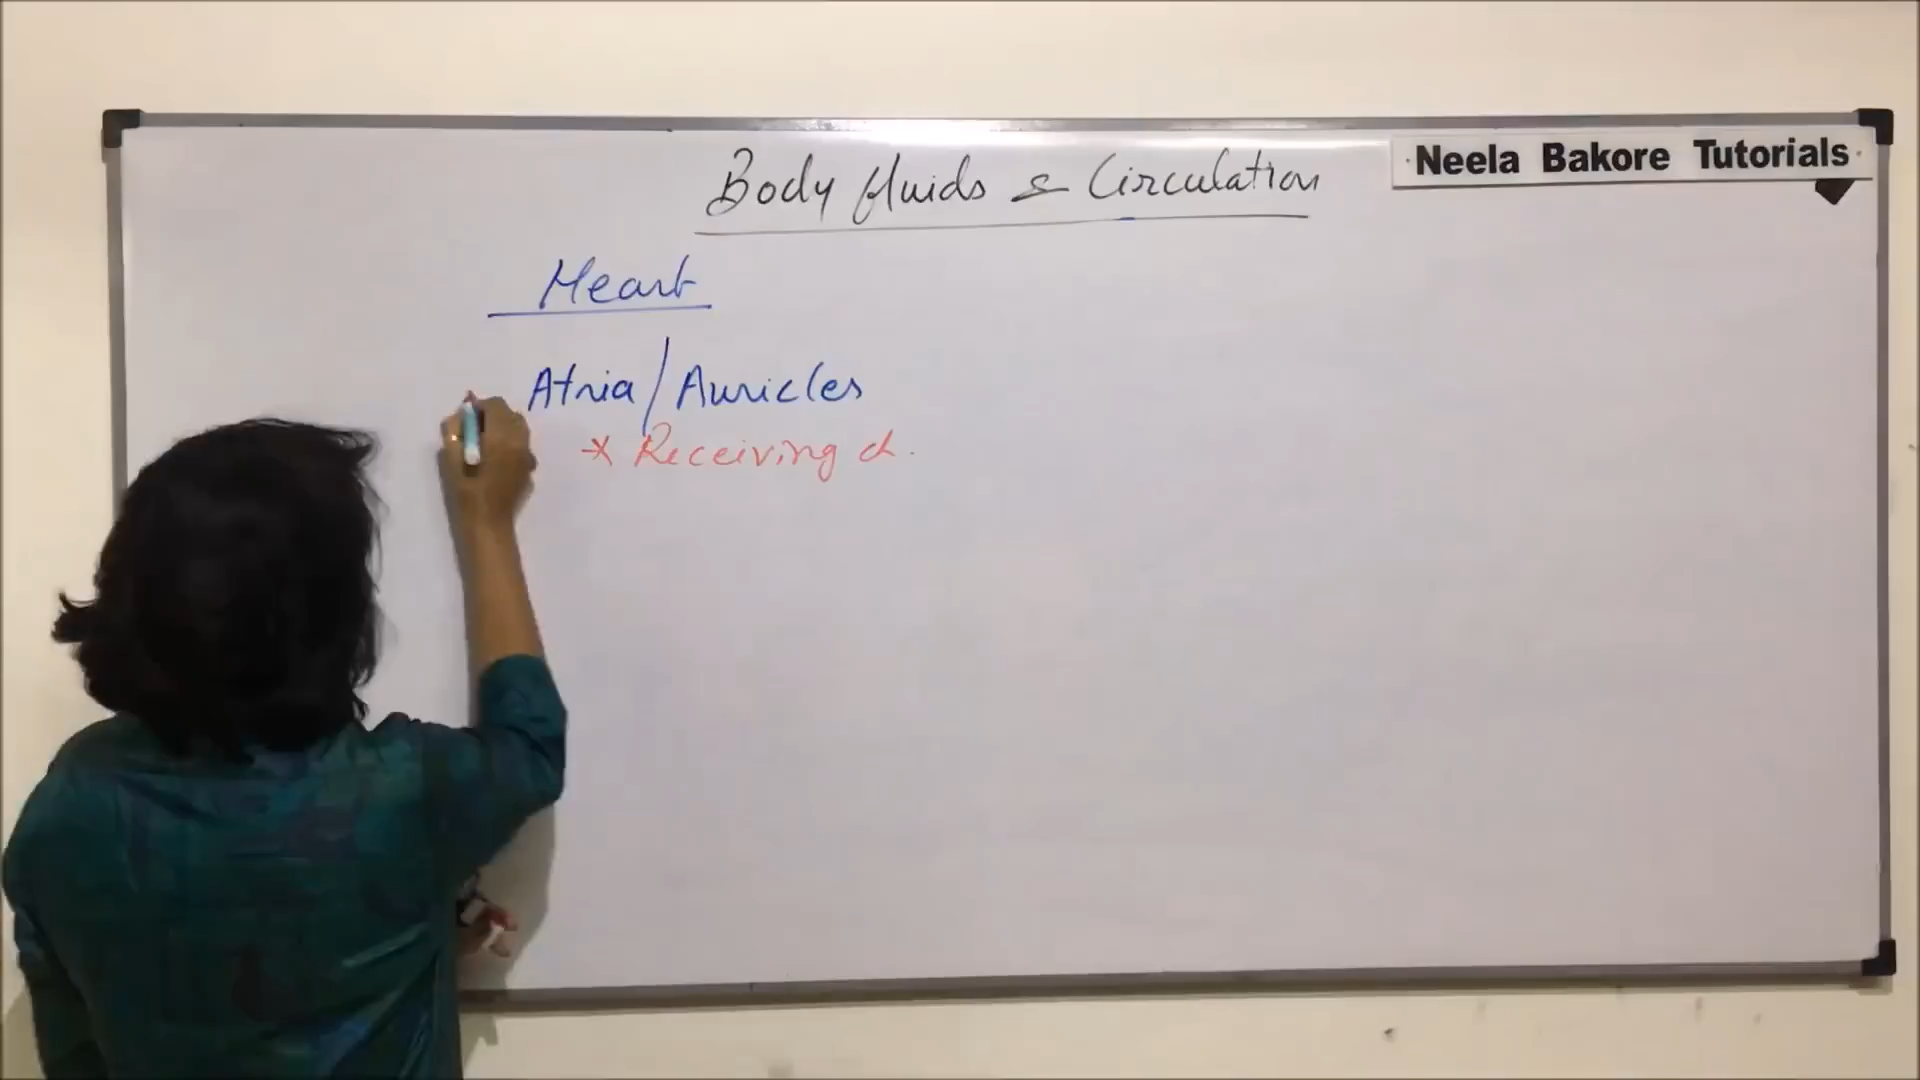 Neela Bakore Tutorials
Body fluids & Circulation
Heart
Atria/Auricles
* Receiving ch.